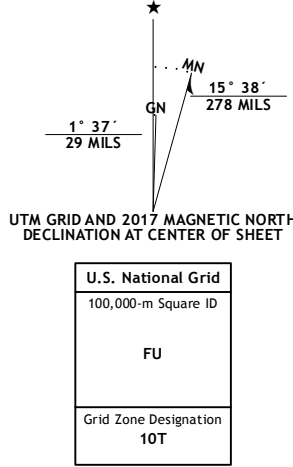 ★
MN
GN
15° 38´
278 MILS
1° 37´
29 MILS
UTM GRID AND 2017 MAGNETIC NORTH
DECLINATION AT CENTER OF SHEET
U.S. National Grid
100,000-m Square ID
FU
Grid Zone Designation
10T